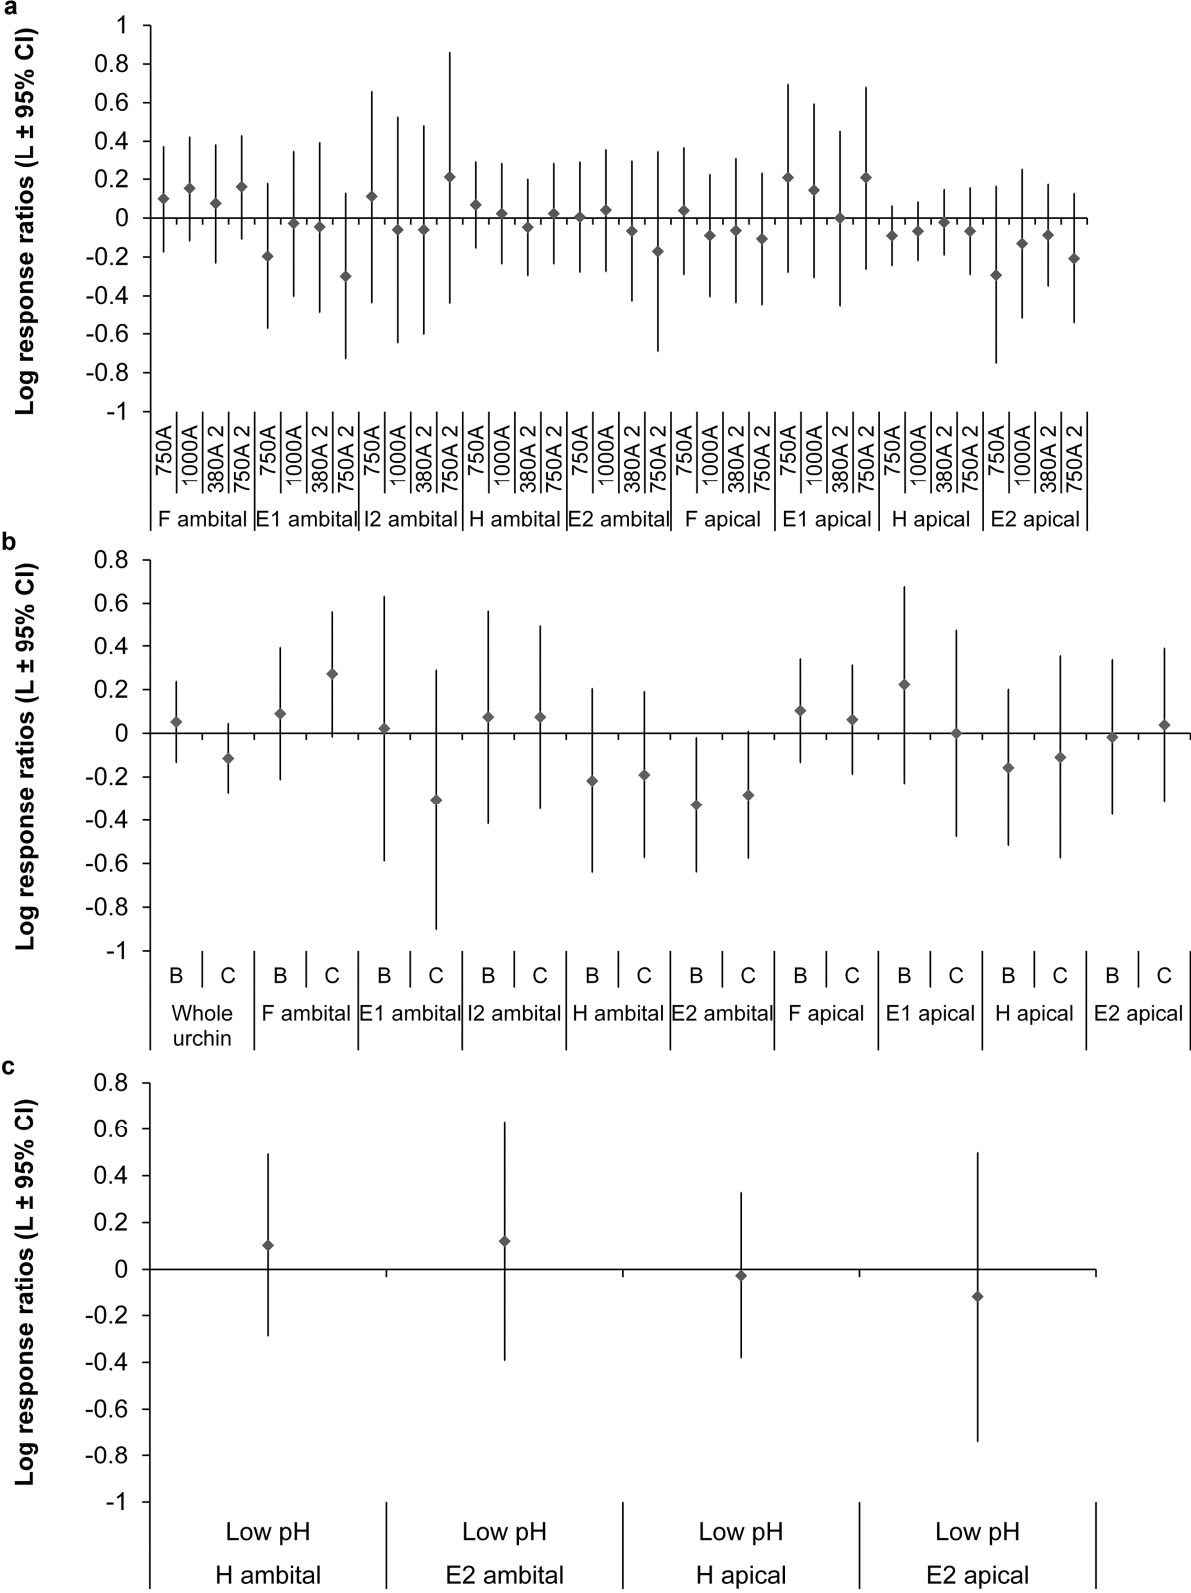 a
Log response ratios (L ± 95% CI)
1
0.8
0.6
0.4
0.2
0
-0.2
-0.4
-0.6
-0.8
-1
750A 1000A 380A 2 750A 2 750A 1000A 380A 2 750A 2 750A 1000A 380A 2 750A 2 750A 1000A 380A 2 750A 2 750A 1000A 380A 2 750A 2 750A 1000A 380A 2 750A 2 750A 1000A 380A 2 750A 2 750A 1000A 380A 2 750A 2 750A 1000A 380A 2 750A 2
F ambital E1 ambital I2 ambital H ambital E2 ambital F apical E1 apical H apical E2 apical
b
Log response ratios (L ± 95% CI)
0.8
0.6
0.4
0.2
0
-0.2
-0.4
-0.6
-0.8
-1
B C B C B C B C B C B C B C B C B C B C
Whole F ambital E1 ambital I2 ambital H ambital E2 ambital F apical E1 apical H apical E2 apical
urchin
c
Log response ratios (L ± 95% CI)
0.8
0.6
0.4
0.2
0
-0.2
-0.4
-0.6
-0.8
-1
Low pH Low pH Low pH Low pH
H ambital E2 ambital H apical E2 apical